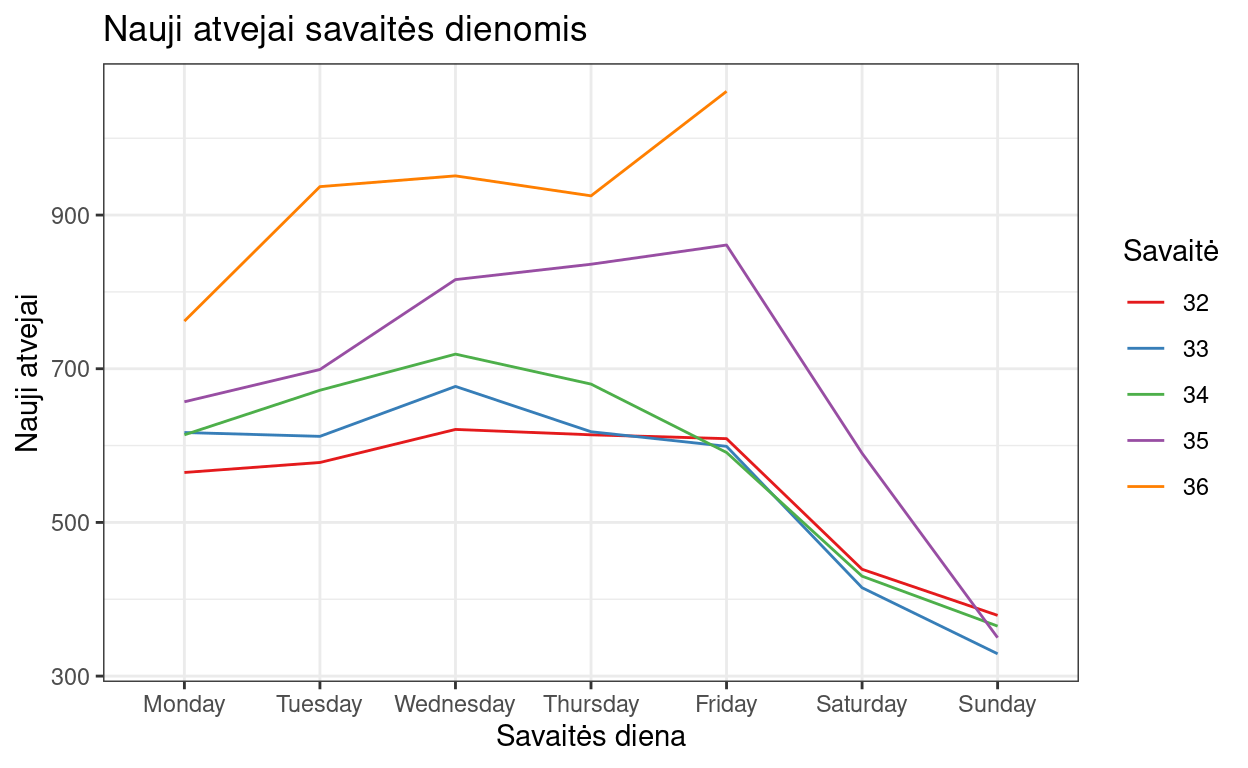 Nauji atvejai savaitės dienomis
Nauji atvejai
900
700
500
300
Monday Tuesday Wednesday Thursday Friday Saturday Sunday
Savaitės diena
Savaitė
32
33
34
35
36